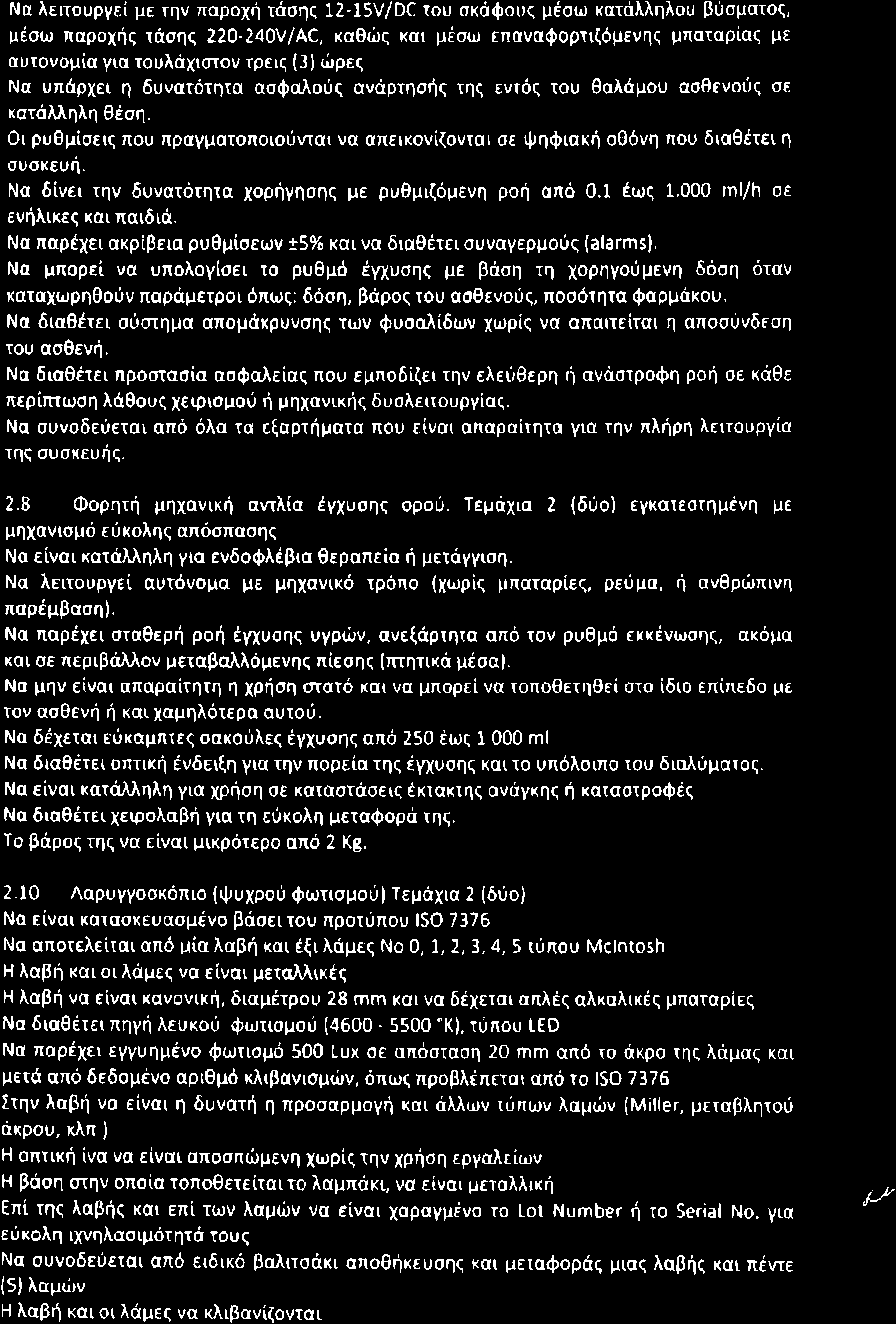 Να λειτουργεί με την παροχή τάσης 12-15V/DC του σκάφους μέσω κατάλληλου βύσματος,
μέσω παροχής τάσης 220-240V/AC, καθώς και μέσω επαναφορτιζόμενης μπαταρίας με
αυτονομία για τουλάχιστον τρεις (3) ώρες
Να υπάρχει η δυνατότητα ασφαλούς ανάρτησής της εντός του θαλάμου ασθενούς σε
κατάλληλη θέση.
Οι ρυθμίσεις που πραγματοποιούνται να απεικονίζονται σε ψηφιακή οθόνη που διαθέτει η
συσκευή.
Να δίνει την δυνατότητα χορήγησης με ρυθμιζόμενη ροή από 0.1 έως 1.000 ml/h σε
ενήλικες και παιδιά.
Να παρέχει ακρίβεια ρυθμίσεων ±5% και να διαθέτει συναγερμούς (alarms).
Να μπορεί να υπολογίσει το ρυθμό έγχυσης με βάση τη χορηγούμενη δόση όταν
καταχωρηθούν παράμετροι όπως: δόση, βάρος του ασθενούς, ποσότητα φαρμάκου.
Να διαθέτει σύστημα απομάκρυνσης των φυσαλίδων χωρίς να απαιτείται η αποσύνδεση
του ασθενή.
Να διαθέτει προστασία ασφαλείας που εμποδίζει την ελεύθερη ή ανάστροφη ροή σε κάθε
περίπτωση λάθους χειρισμού ή μηχανικής δυσλειτουργίας.
Να συνοδεύεται από όλα τα εξαρτήματα που είναι απαραίτητα για την πλήρη λειτουργία
της συσκευής.
2.8 Φορητή μηχανική αντλία έγχυσης ορού. Τεμάχια 2 (δύο) εγκατεστημένη με
μηχανισμό εύκολης απόσπασης
Να είναι κατάλληλη για ενδοφλέβια θεραπεία ή μετάγγιση.
Να λειτουργεί αυτόνομα με μηχανικό τρόπο (χωρίς μπαταρίες, ρεύμα, ή ανθρώπινη
παρέμβαση).
Να παρέχει σταθερή ροή έγχυσης υγρών, ανεξάρτητα από τον ρυθμό εκκένωσης, ακόμα
και σε περιβάλλον μεταβαλλόμενης πίεσης (πτητικά μέσα).
Να μην είναι απαραίτητη η χρήση στατό και να μπορεί να τοποθετηθεί στο ίδιο επίπεδο με
τον ασθενή ή και χαμηλότερα αυτού.
Να δέχεται εύκαμπτες σακούλες έγχυσης από 250 έως 1 000 ml
Να διαθέτει οπτική ένδειξη για την πορεία της έγχυσης και το υπόλοιπο του διαλύματος.
Να είναι κατάλληλη για χρήση σε καταστάσεις έκτακτης ανάγκης ή καταστροφές
Να διαθέτει χειρολαβή για τη εύκολη μεταφορά της.
Το βάρος της να είναι μικρότερο από 2 Kg.
2.10 Λαρυγγοσκόπιο (ψυχρού φωτισμού) Τεμάχια 2 (δύο)
Να είναι κατασκευασμένο βάσει του προτύπου ISO 7376
Να αποτελείται από μία λαβή και έξι λάμες Νο 0, 1, 2, 3, 4, 5 τύπου McIntosh
Η λαβή και οι λάμες να είναι μεταλλικές
Η λαβή να είναι κανονική, διαμέτρου 28 mm και να δέχεται απλές αλκαλικές μπαταρίες
Να διαθέτει πηγή λευκού φωτισμού (4600 - 5500 °K), τύπου LED
Να παρέχει εγγυημένο φωτισμό 500 Lux σε απόσταση 20 mm από το άκρο της λάμας και
μετά από δεδομένο αριθμό κλιβανισμών, όπως προβλέπεται από το ISO 7376
Στην λαβή να είναι η δυνατή η προσαρμογή και άλλων τύπων λαμών (Miller, μεταβλητού
άκρου, κλπ )
Η οπτική ίνα να είναι αποσπώμενη χωρίς την χρήση εργαλείων
Η βάση στην οποία τοποθετείται το λαμπάκι, να είναι μεταλλική
Επί της λαβής και επί των λαμών να είναι χαραγμένο το Lot Number ή το Serial No. για
εύκολη ιχνηλασιμότητά τους
Να συνοδεύεται από ειδικό βαλιτσάκι αποθήκευσης και μεταφοράς μιας λαβής και πέντε
(5) λαμών
Η λαβή και οι λάμες να κλιβανίζονται